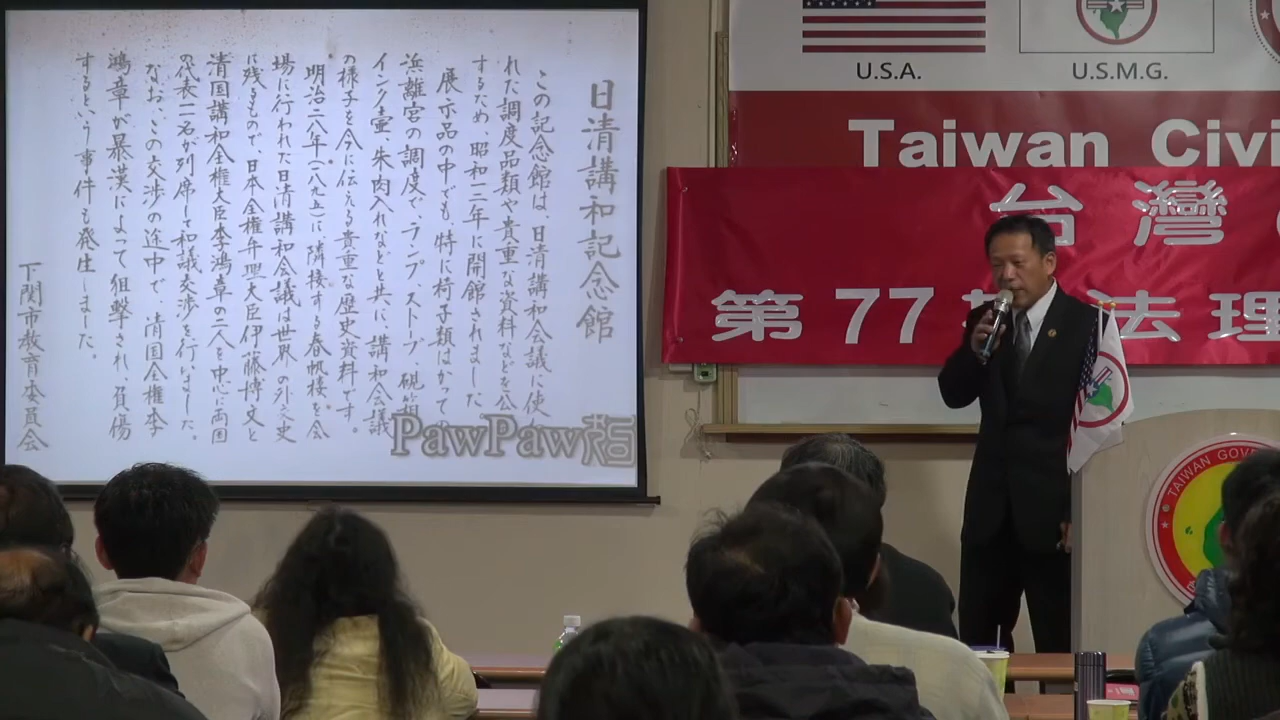 日清講和記念館
この記念館は、日清講和会議に使
れた調度品類や貴重な資料などを公
するため、昭和三年に開館されました
展示品の中でも、特に椅子類はかつて
浜離宮の調度で、ランプ、ストーブ、硯箱
インク壷、朱肉入れなどと共に、講和会議
の様子を今に伝える貴重な歴史資料です。
明治二八年(一八九五)に隣接する春帆楼を会
場に行われた日清講和会議は世界の外交史
に残るもので、日本全権弁理大臣伊藤博文と
清国講和全権大臣李鴻章の二人を中心に両国
の代表一一名が列席して和議交渉を行いました。
なお、この交渉の途中で、清国全権李
鴻章が暴漢によって狙撃され、負傷
するという事件も発生しました。
下関市教育委員会
PawPaw
U.S.A.
U.S.M.G.
Taiwan Civi
台灣
第77 法理
TAIWAN GOVE